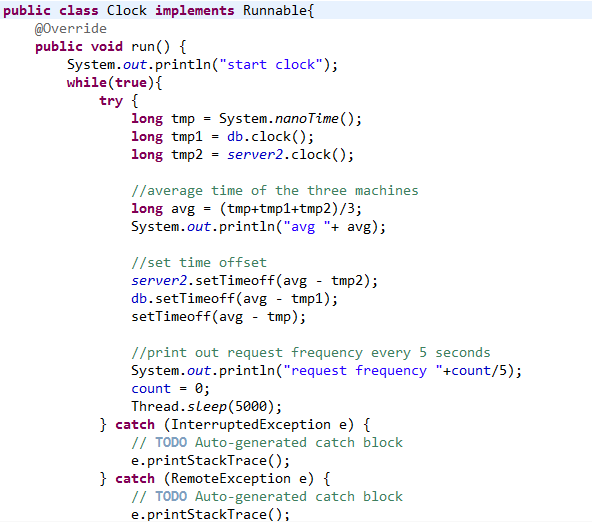 public class Clock implements Runnable{
@Override
public void run() {
System.out.println("start clock");
while(true){
try {
long tmp = System.nanoTime();
long tmp1 = db.clock();
long tmp2 = server2.clock();
//average time of the three machines
long avg = (tmp+tmp1+tmp2)/3;
System.out.println("avg "+ avg);
//set time offset
server2.setTimeoff(avg - tmp2);
db.setTimeoff(avg - tmp1);
setTimeoff(avg - tmp);
//print out request frequency every 5 seconds
System.out.println("request frequency "+count/5);
count = 0;
Thread.sleep(5000);
} catch (InterruptedException e) {
// TODO Auto-generated catch block
e.printStackTrace();
} catch (RemoteException e) {
// TODO Auto-generated catch block
e.printStackTrace();